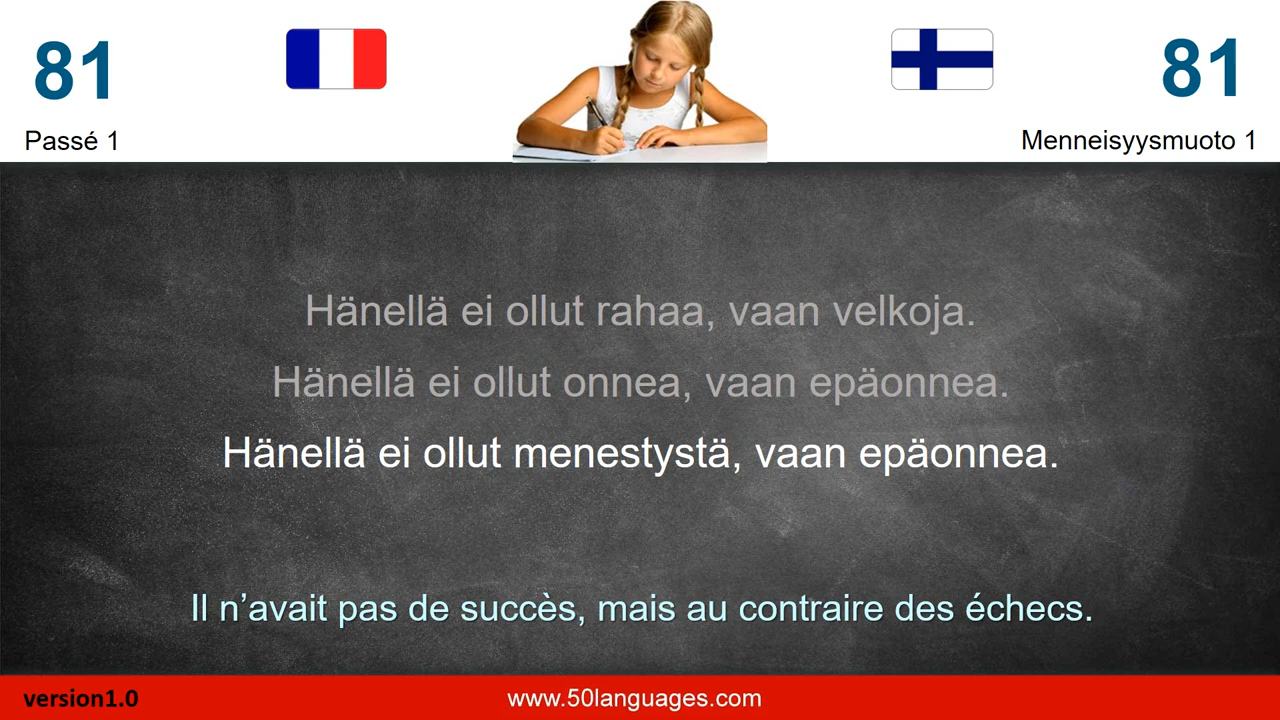 81
81
Passé 1
Menneisyysmuoto 1
Hänellä ei ollut rahaa, vaan velkoja.
Hänellä ei ollut onnea, vaan epäonnea.
Hänellä ei ollut menestystä, vaan epäonnea.
Il n’avait pas de succès, mais au contraire des échecs.
version1.0
www.50languages.com